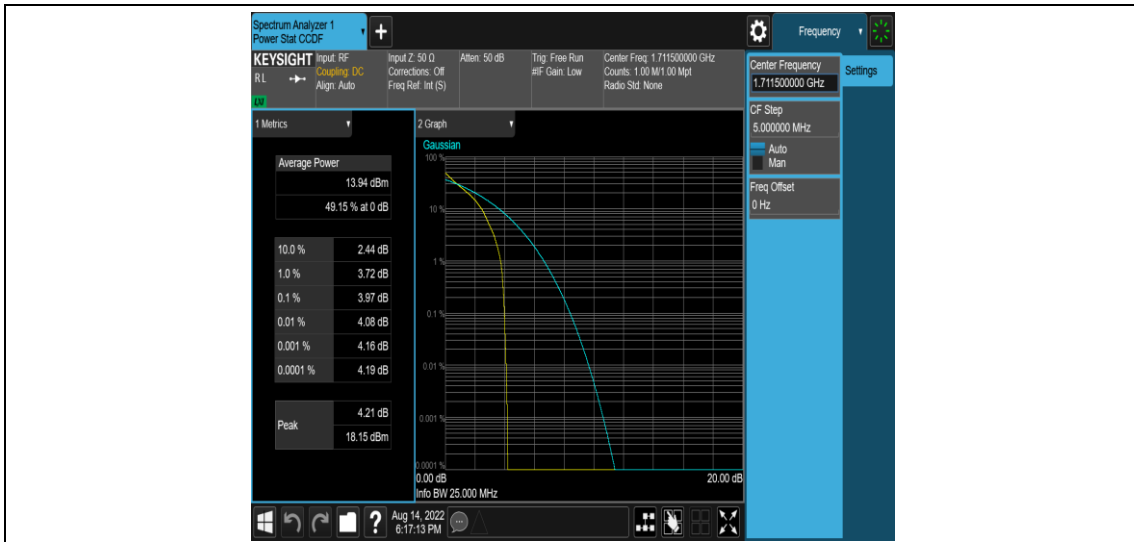 Spectrum Analyzer 1
Power Stat CCDF
Frequency
KEYSIGHT
RL
Input: RF
Coupling: DC
Align: Auto
Input Z: 50 Ω
Corrections: Off
Freq Ref: Int (S)
Atten: 50 dB
Trig: Free Run
#IF Gain: Low
Center Freq: 1.711500000 GHz
Counts: 1.00 M/1.00 Mpt
Radio Std: None
LXI
Center Frequency
1.711500000 GHz
Settings
CF Step
5.000000 MHz
Auto
Man
Freq Offset
0 Hz
1 Metrics
Average Power
13.94 dBm
49.15 % at 0 dB
10.0 % 2.44 dB
1.0 % 3.72 dB
0.1 % 3.97 dB
0.01 % 4.08 dB
0.001 % 4.16 dB
0.0001 % 4.19 dB
Peak
4.21 dB
18.15 dBm
2 Graph
Gaussian
100 %
10 %
1 %
0.1 %
0.01 %
0.001 %
0.0001 %
0.00 dB 20.00 dB
Info BW 25.000 MHz
Aug 14, 2022
6:17:13 PM